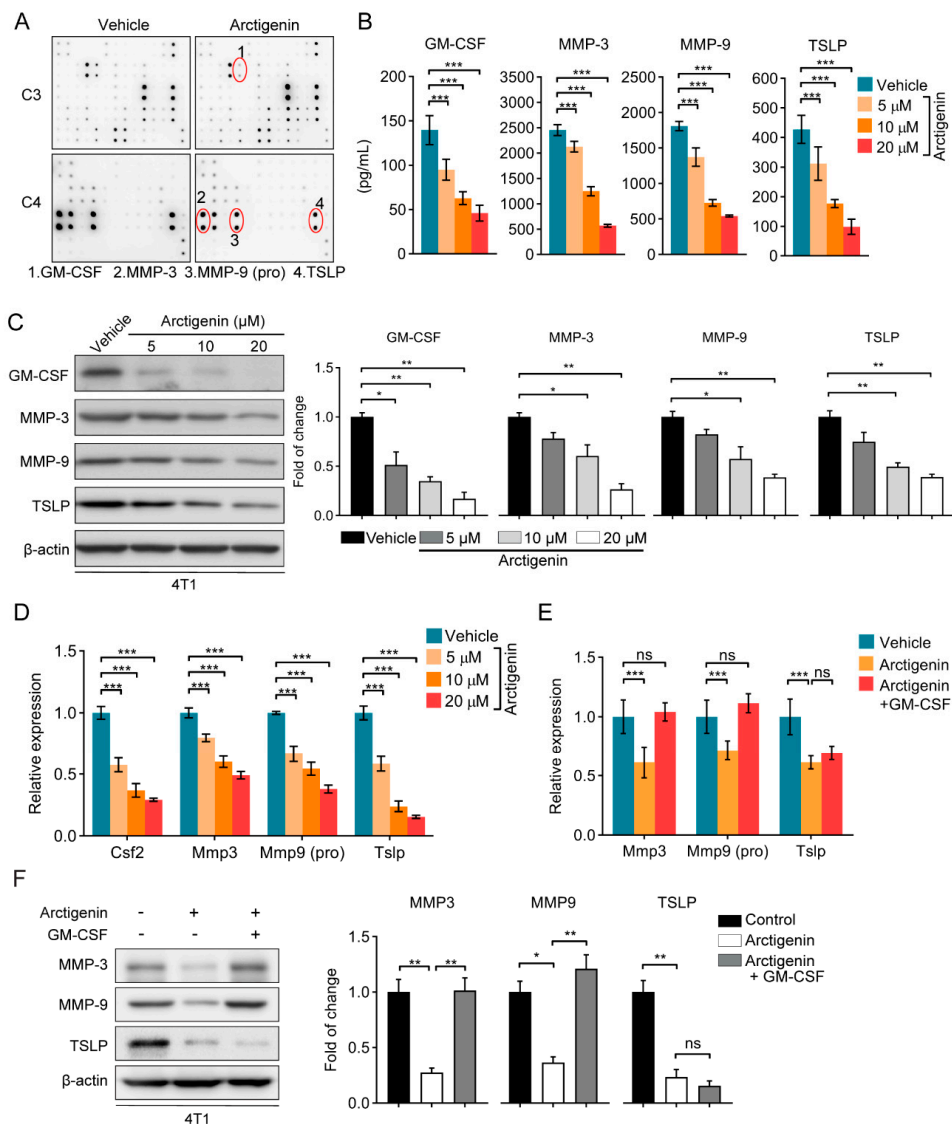 A
Vehicle
Arctigenin
C3
1
C4
2
3
4
1.GM-CSF 2.MMP-3 3.MMP-9 (pro) 4.TSLP
B
GM-CSF
MMP-3
MMP-9
TSLP
(pg/mL)
150
100
50
0
***
***
***
3500
3000
2500
2000
1500
1000
500
0
***
***
***
2500
2000
1500
1000
500
0
***
***
***
600
500
400
300
200
100
0
***
***
***
Vehicle
5 µM
10 µM
20 µM
Arctigenin
C
Vehicle
Arctigenin (µM)
5 10 20
GM-CSF
MMP-3
MMP-9
TSLP
β-actin
4T1
GM-CSF
MMP-3
MMP-9
TSLP
Fold of change
1.0
0.5
0.0
**
**
*
**
*
**
*
**
**
Vehicle 5 µM 10 µM 20 µM
Arctigenin
D
Relative expression
1.5
1.0
0.5
0.0
***
***
***
***
***
***
***
***
***
***
***
***
Csf2 Mmp3 Mmp9 (pro) Tslp
Vehicle
5 µM
10 µM
20 µM
Arctigenin
E
Relative expression
1.5
1.0
0.5
0.0
ns
***
ns
***
*** ns
Mmp3 Mmp9 (pro) Tslp
Vehicle
Arctigenin
Arctigenin
+GM-CSF
F
Arctigenin - + +
GM-CSF - - +
MMP-3
MMP-9
TSLP
β-actin
4T1
MMP3
MMP9
TSLP
Fold of change
1.5
1.0
0.5
0.0
** **
* **
**
ns
Control
Arctigenin
Arctigenin
+ GM-CSF